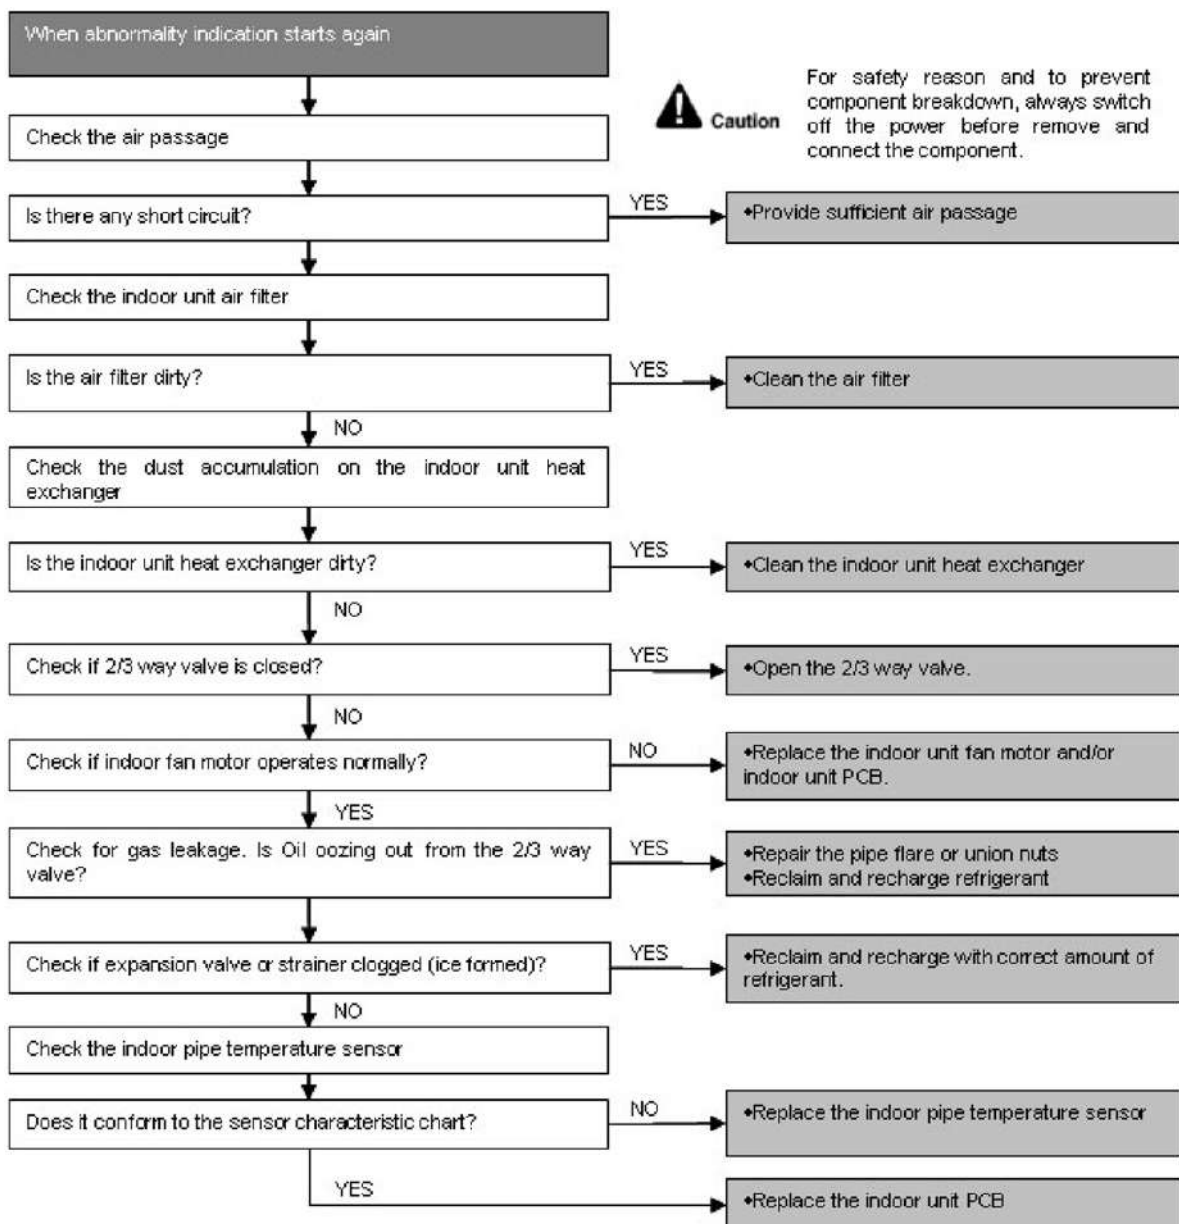 When abnormality indication starts again
For safety reason and to prevent
component breakdown, always switch
off the power before remove and
connect the component.
Caution
Check the air passage
Is there any short circuit?
YES
•Provide sufficient air passage
Check the indoor unit air filter
Is the air filter dirty?
YES
•Clean the air filter
NO
Check the dust accumulation on the indoor unit heat
exchanger
Is the indoor unit heat exchanger dirty?
YES
•Clean the indoor unit heat exchanger
NO
Check if 2/3 way valve is closed?
YES
•Open the 2/3 way valve.
NO
Check if indoor fan motor operates normally?
NO
•Replace the indoor unit fan motor and/or
indoor unit PCB.
YES
Check for gas leakage. Is Oil oozing out from the 2/3 way
valve?
YES
•Repair the pipe flare or union nuts
•Reclaim and recharge refrigerant
Check if expansion valve or strainer clogged (ice formed)?
YES
•Reclaim and recharge with correct amount of
refrigerant.
NO
Check the indoor pipe temperature sensor
Does it conform to the sensor characteristic chart?
NO
•Replace the indoor pipe temperature sensor
YES
•Replace the indoor unit PCB